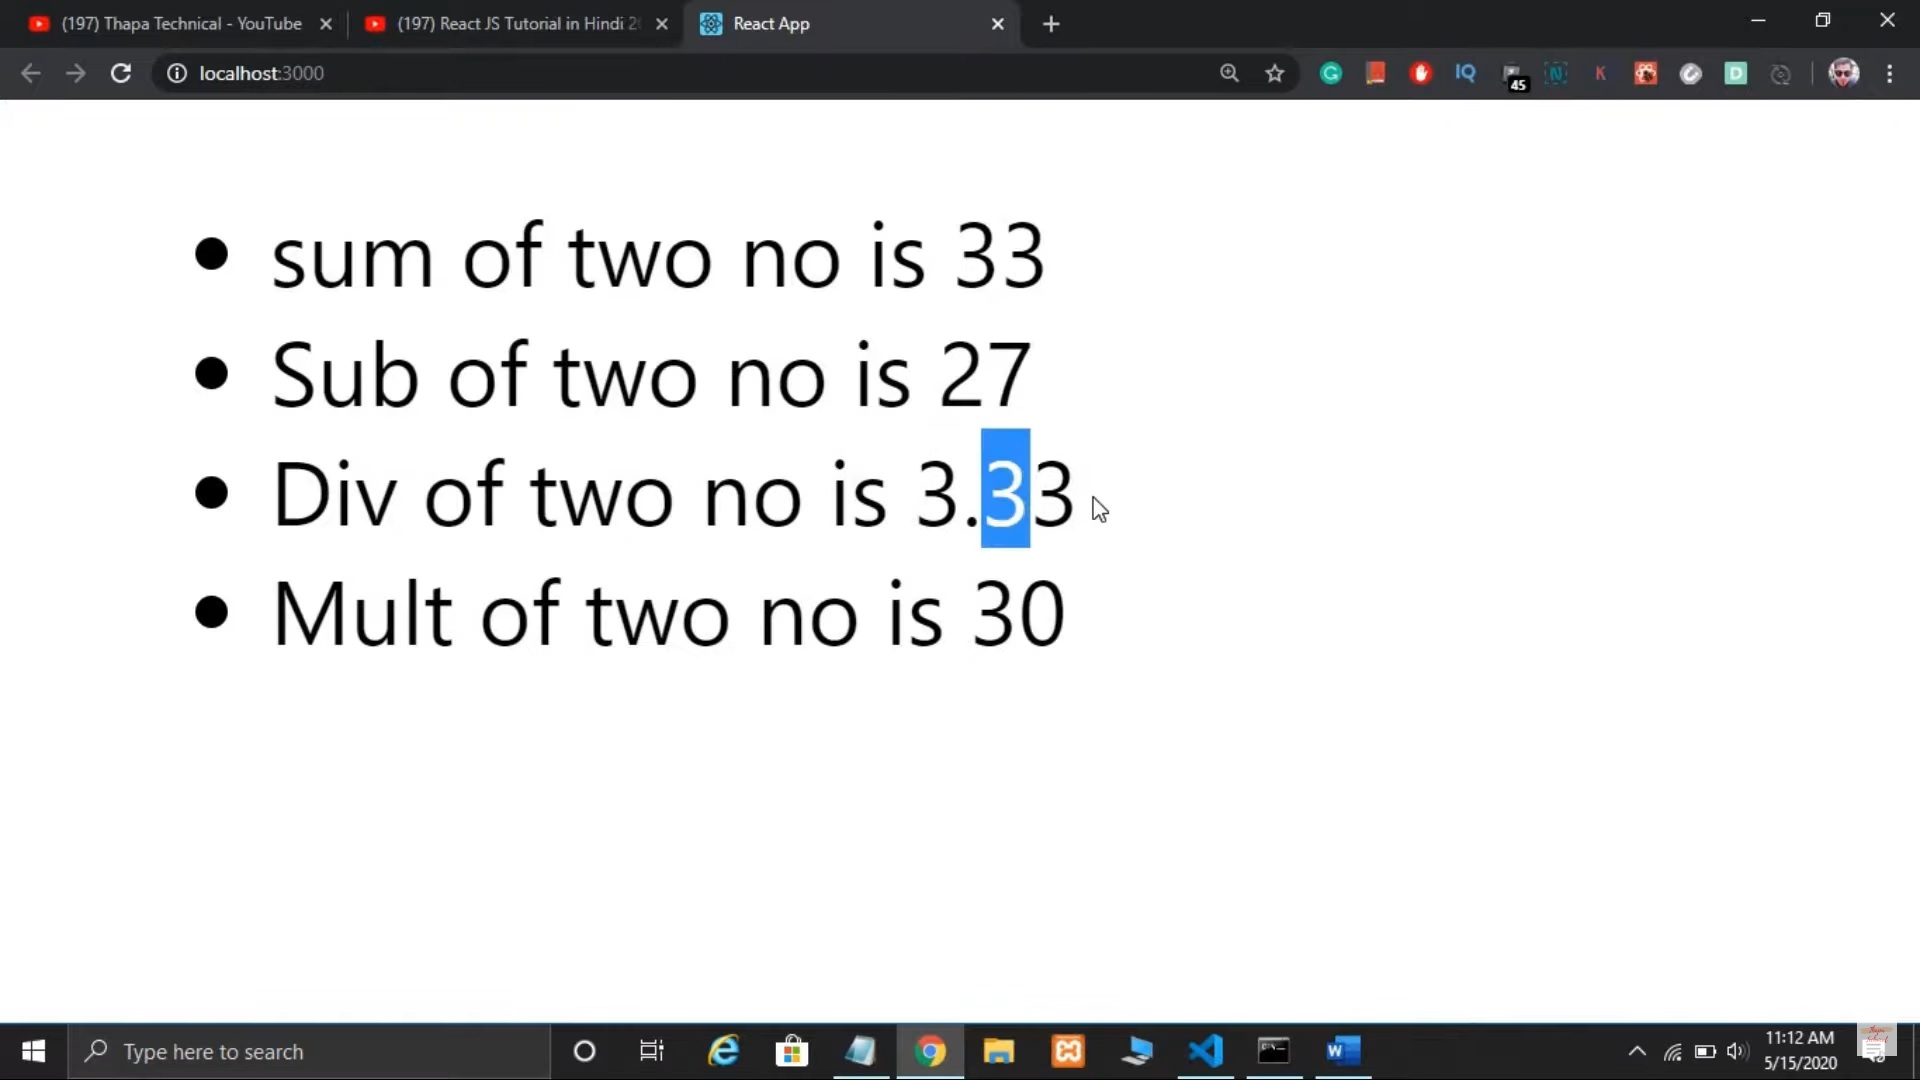 (197) Thapa Technical - YouTube
(197) React JS Tutorial in Hindi 2
React App
localhost:3000
IQ
45
N
K
D
• sum of two no is 33
• Sub of two no is 27
• Div of two no is 3.33
• Mult of two no is 30
Type here to search
11:12 AM
5/15/2020